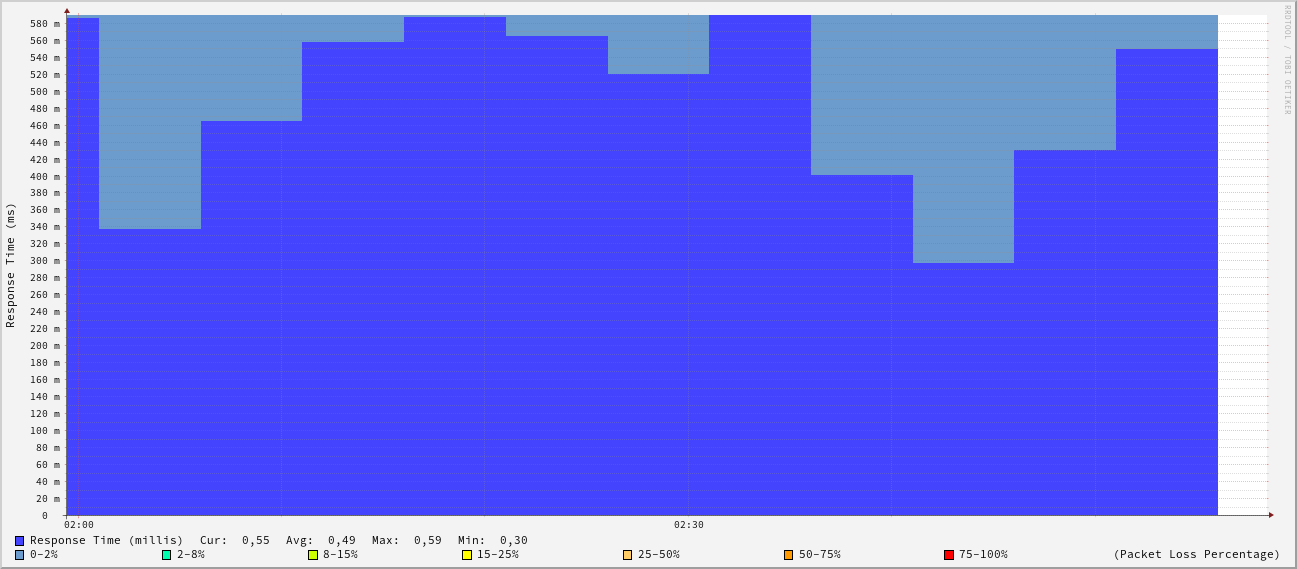 RRDTOOL / TOBI OETIKER
Response Time (ms)
580 m
560 m
540 m
520 m
500 m
480 m
460 m
440 m
420 m
400 m
380 m
360 m
340 m
320 m
300 m
280 m
260 m
240 m
220 m
200 m
180 m
160 m
140 m
120 m
100 m
80 m
60 m
40 m
20 m
0
02:00 02:30
Response Time (millis) Cur: 0,55 Avg: 0,49 Max: 0,59 Min: 0,30
0-2% 2-8% 8-15% 15-25% 25-50% 50-75% 75-100% (Packet Loss Percentage)